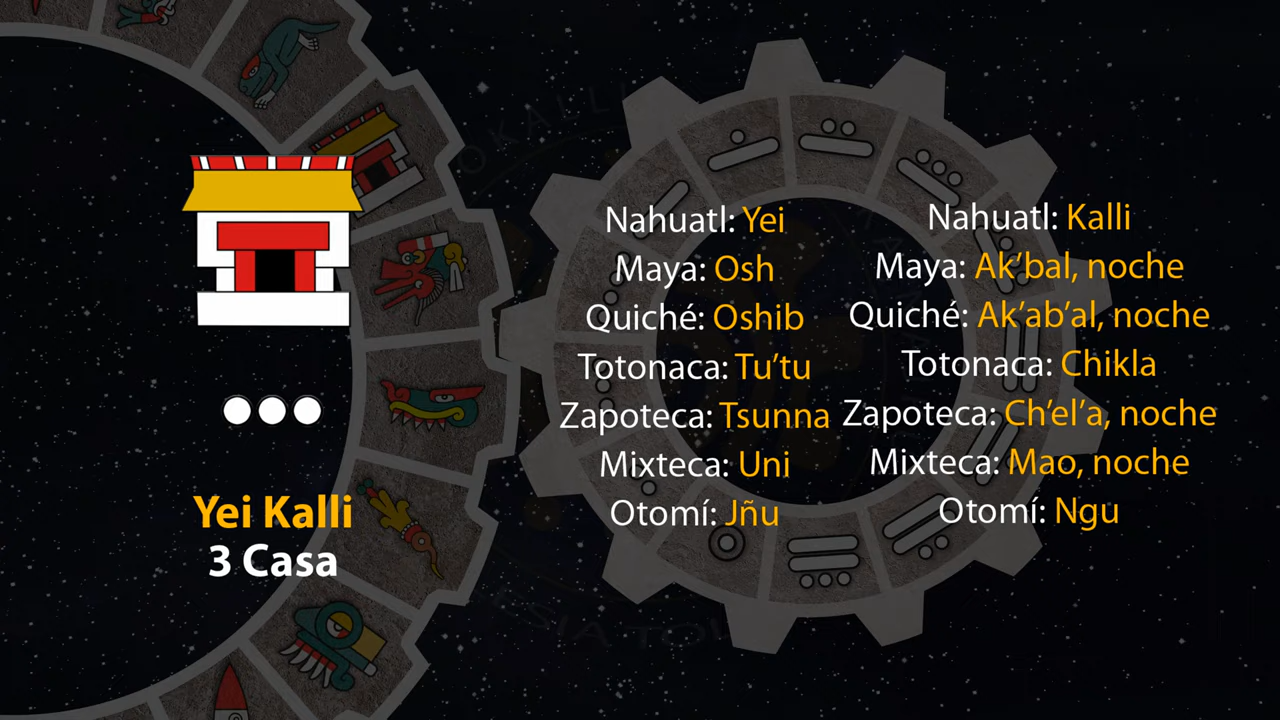 Yei Kalli
3 Casa
Nahuatl: Yei
Maya: Osh
Quiché: Oshib
Totonaca: Tu’tu
Zapoteca: Tsunna
Mixteca: Uni
Otomí: Jñu
Nahuatl: Kalli
Maya: Ak’bal, noche
Quiché: Ak’ab’al, noche
Totonaca: Chikla
Zapoteca: Ch’el’a, noche
Mixteca: Mao, noche
Otomí: Ngu